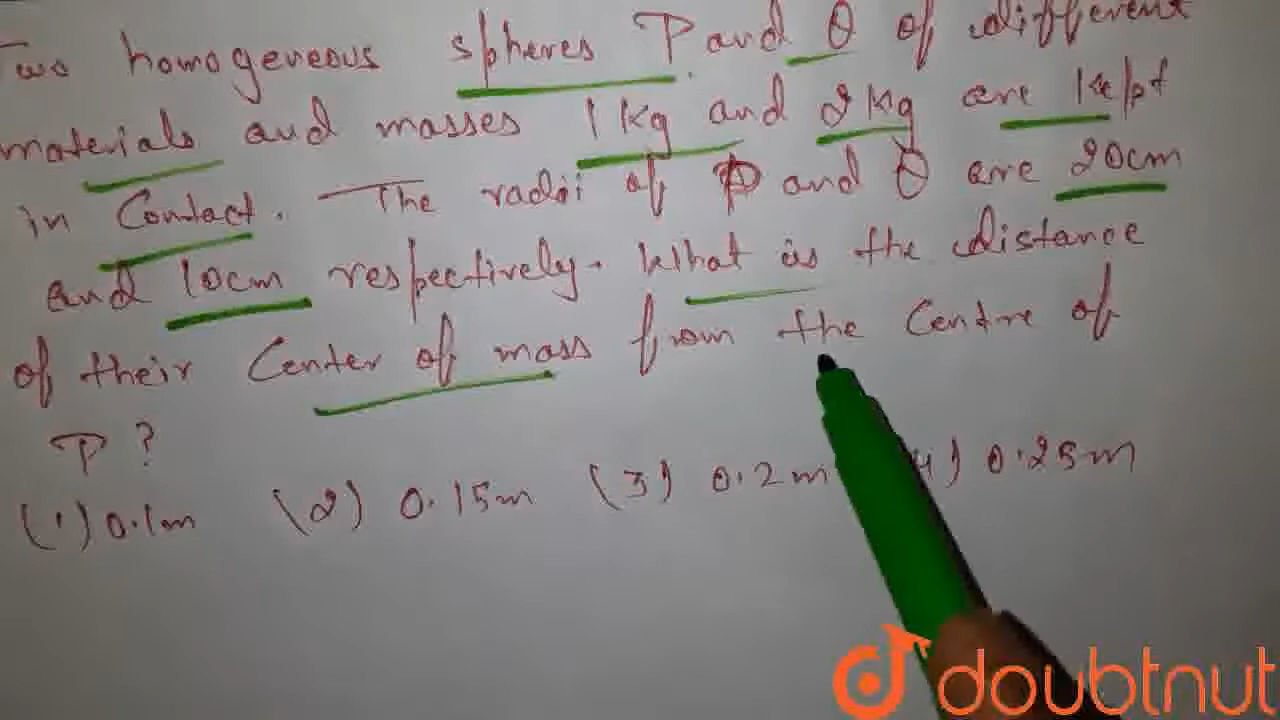 Two homogeneous spheres P and Q of different
materials and masses 1 kg and 2 kg are kept
in Contact. The radii of P and Q are 20cm
and 10cm respectively. What is the distance
of their Center of mass from the Centre of
P ?
(1) 0.1m (2) 0.15m (3) 0.2m 4) 0.25m
doubtnut